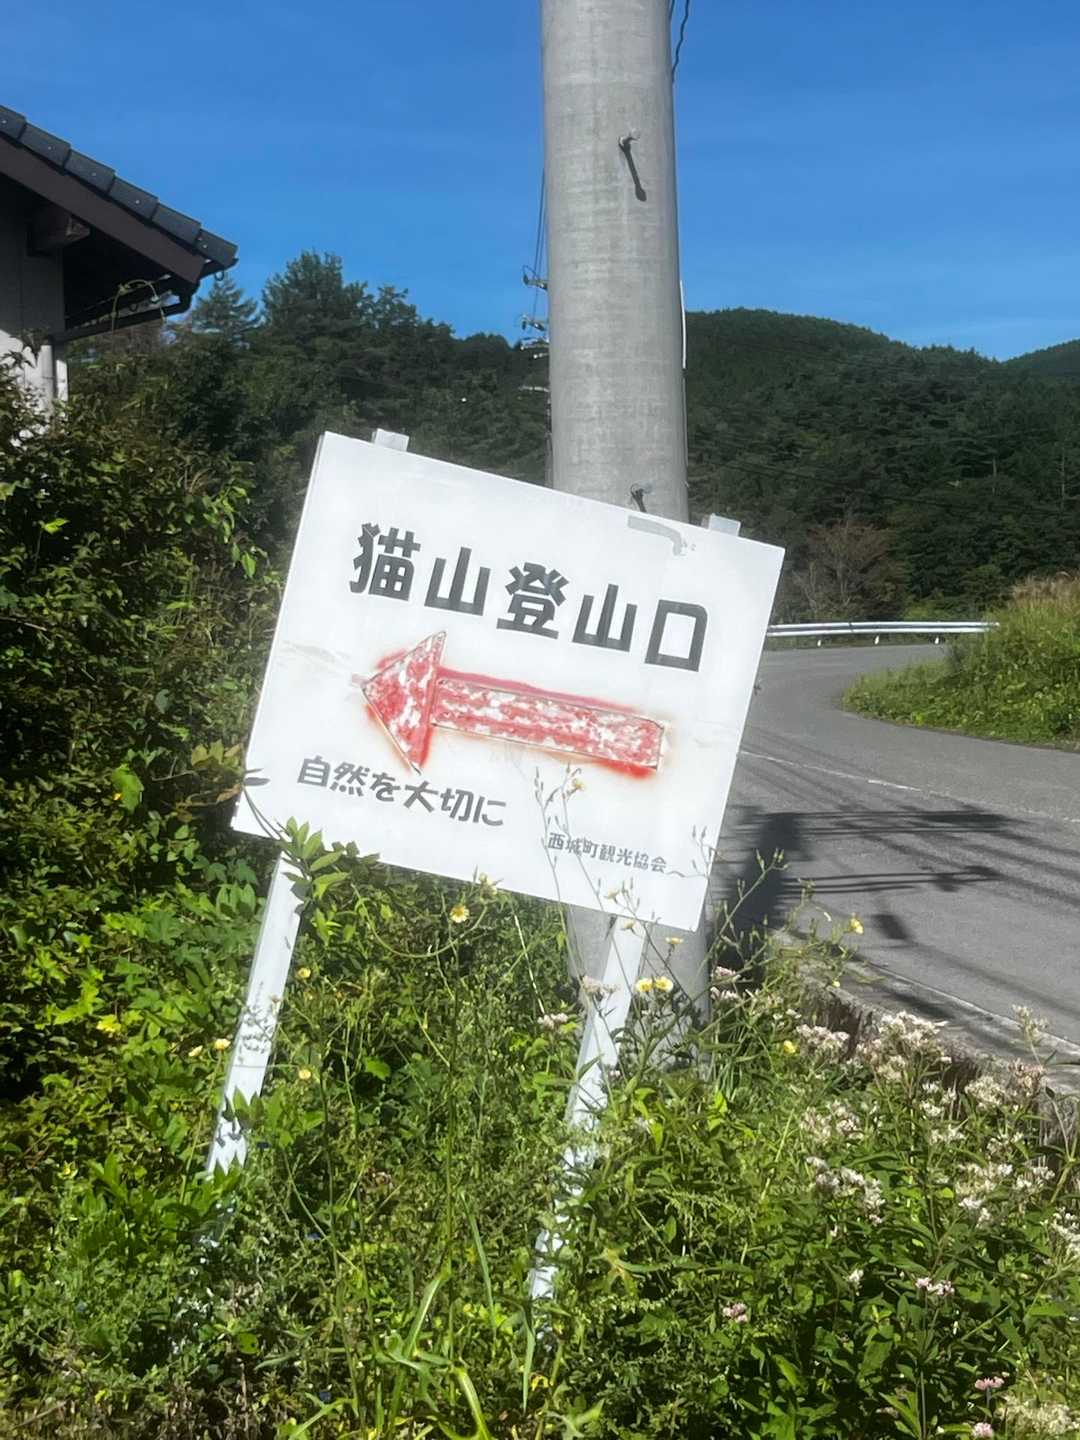 猫山登山口
自然を大切に
西城町観光協会